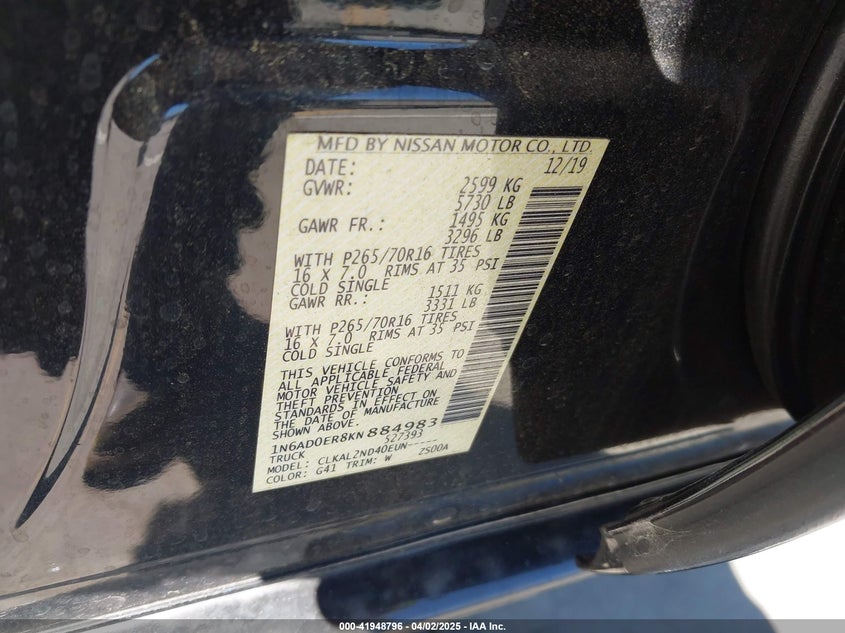 MFD BY NISSAN MOTOR CO., LTD.
DATE: 12/19
GVWR: 2599 KG
5730 LB
GAWR FR.: 1495 KG
3296 LB
WITH P265/70R16 TIRES
16 X 7.0 RIMS AT 35 PSI
COLD SINGLE
GAWR RR.: 1511 KG
3331 LB
WITH P265/70R16 TIRES
16 X 7.0 RIMS AT 35 PSI
COLD SINGLE
THIS VEHICLE CONFORMS TO
ALL APPLICABLE FEDERAL
MOTOR VEHICLE SAFETY AND
THEFT PREVENTION
STANDARDS IN EFFECT ON
THE DATE OF MANUFACTURE
SHOWN ABOVE.
1N6AD0ER8KN884983
TRUCK 527393
MODEL: CLKAL2ND40EUN-----
COLOR: G41 TRIM: W 2500A
000-41948796 - 04/02/2025 - IAA Inc.